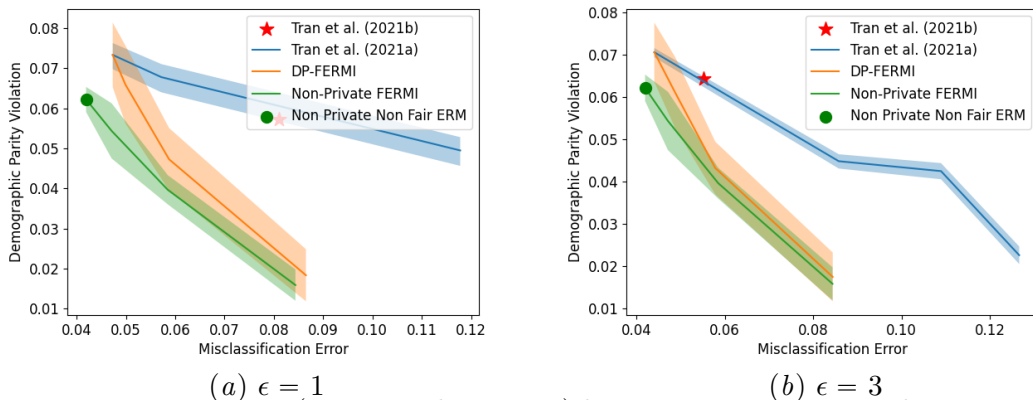 Demographic Parity Violation
0.08
0.07
0.06
0.05
0.04
0.03
0.02
0.01
Tran et al. (2021b)
Tran et al. (2021a)
DP-FERMI
Non-Private FERMI
Non Private Non Fair ERM
0.04 0.05 0.06 0.07 0.08 0.09 0.10 0.11 0.12
Misclassification Error
(a) ϵ = 1
Demographic Parity Violation
0.08
0.07
0.06
0.05
0.04
0.03
0.02
0.01
Tran et al. (2021b)
Tran et al. (2021a)
DP-FERMI
Non-Private FERMI
Non Private Non Fair ERM
0.04 0.06 0.08 0.10 0.12
Misclassification Error
(b) ϵ = 3